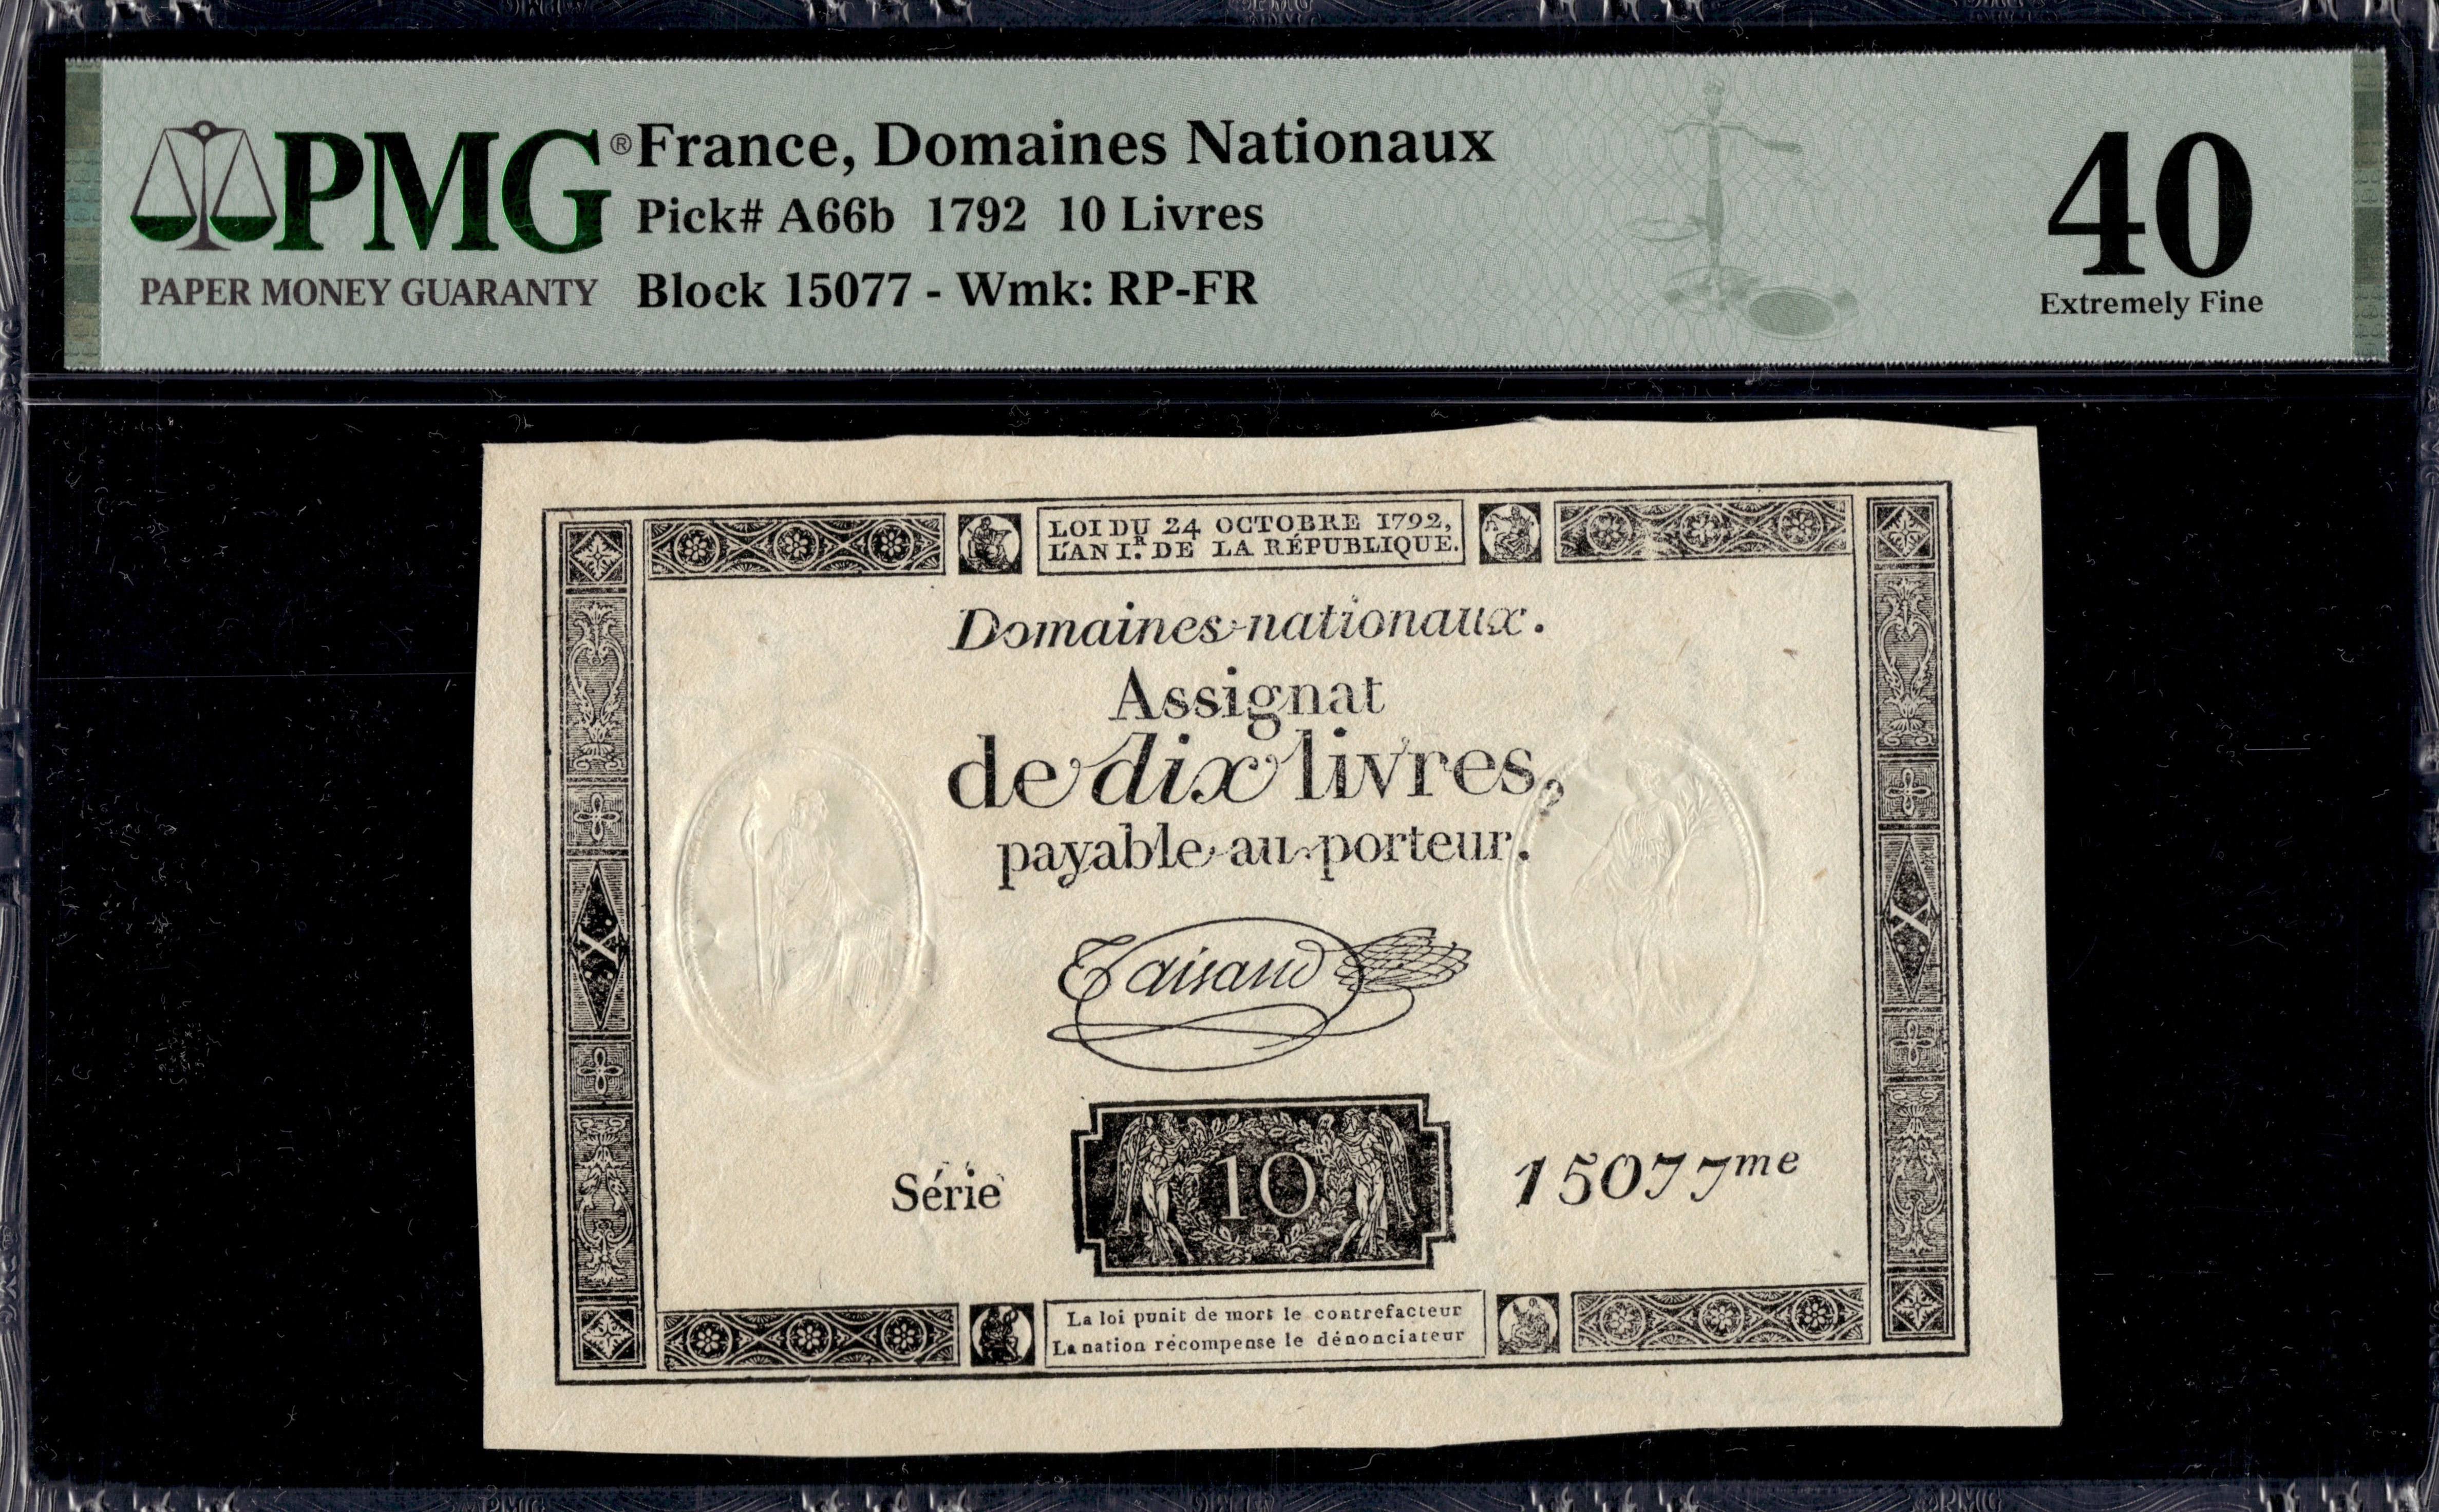 PMG®
PAPER MONEY GUARANTY
France, Domaines Nationaux
Pick# A66b 1792 10 Livres
Block 15077 - Wmk: RP-FR
40
Extremely Fine
LOI DU 24 OCTOBRE 1792,
L'AN I.R DE LA RÉPUBLIQUE.
Domaines nationaux.
Assignat
de dix livres,
payable au porteur.
Taisaud
X
X
Série
10
15077me
La loi punit de mort le contrefacteur
La nation récompense le dénonciateur